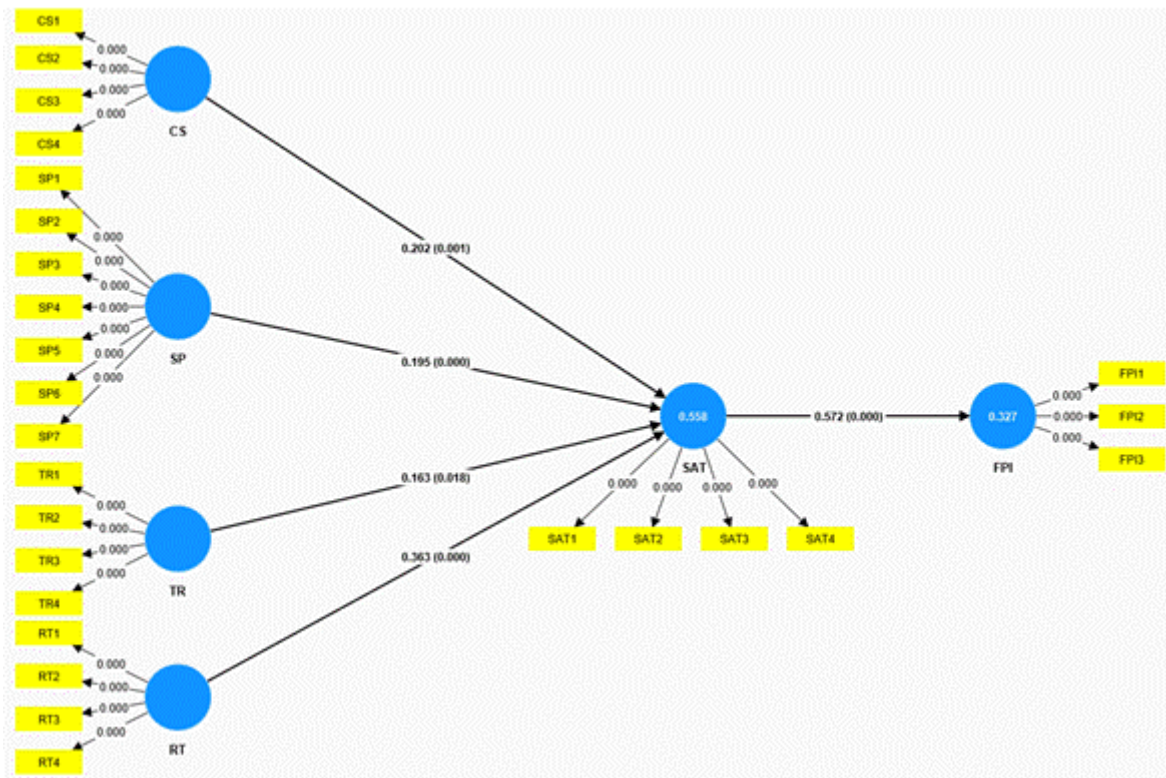 CS1
CS2
CS3
CS4
0.000
0.000
0.000
0.000
CS
SP1
SP2
SP3
SP4
SP5
SP6
SP7
0.000
0.000
0.000
0.000
0.000
0.000
0.000
SP
TR1
TR2
TR3
TR4
0.000
0.000
0.000
0.000
TR
RT1
RT2
RT3
RT4
0.000
0.000
0.000
0.000
RT
0.202 (0.001)
0.195 (0.000)
0.163 (0.018)
0.363 (0.000)
0.558
SAT
0.000
0.000
0.000
0.000
SAT1
SAT2
SAT3
SAT4
0.572 (0.000)
0.327
FPI
0.000
0.000
0.000
FPI1
FPI2
FPI3